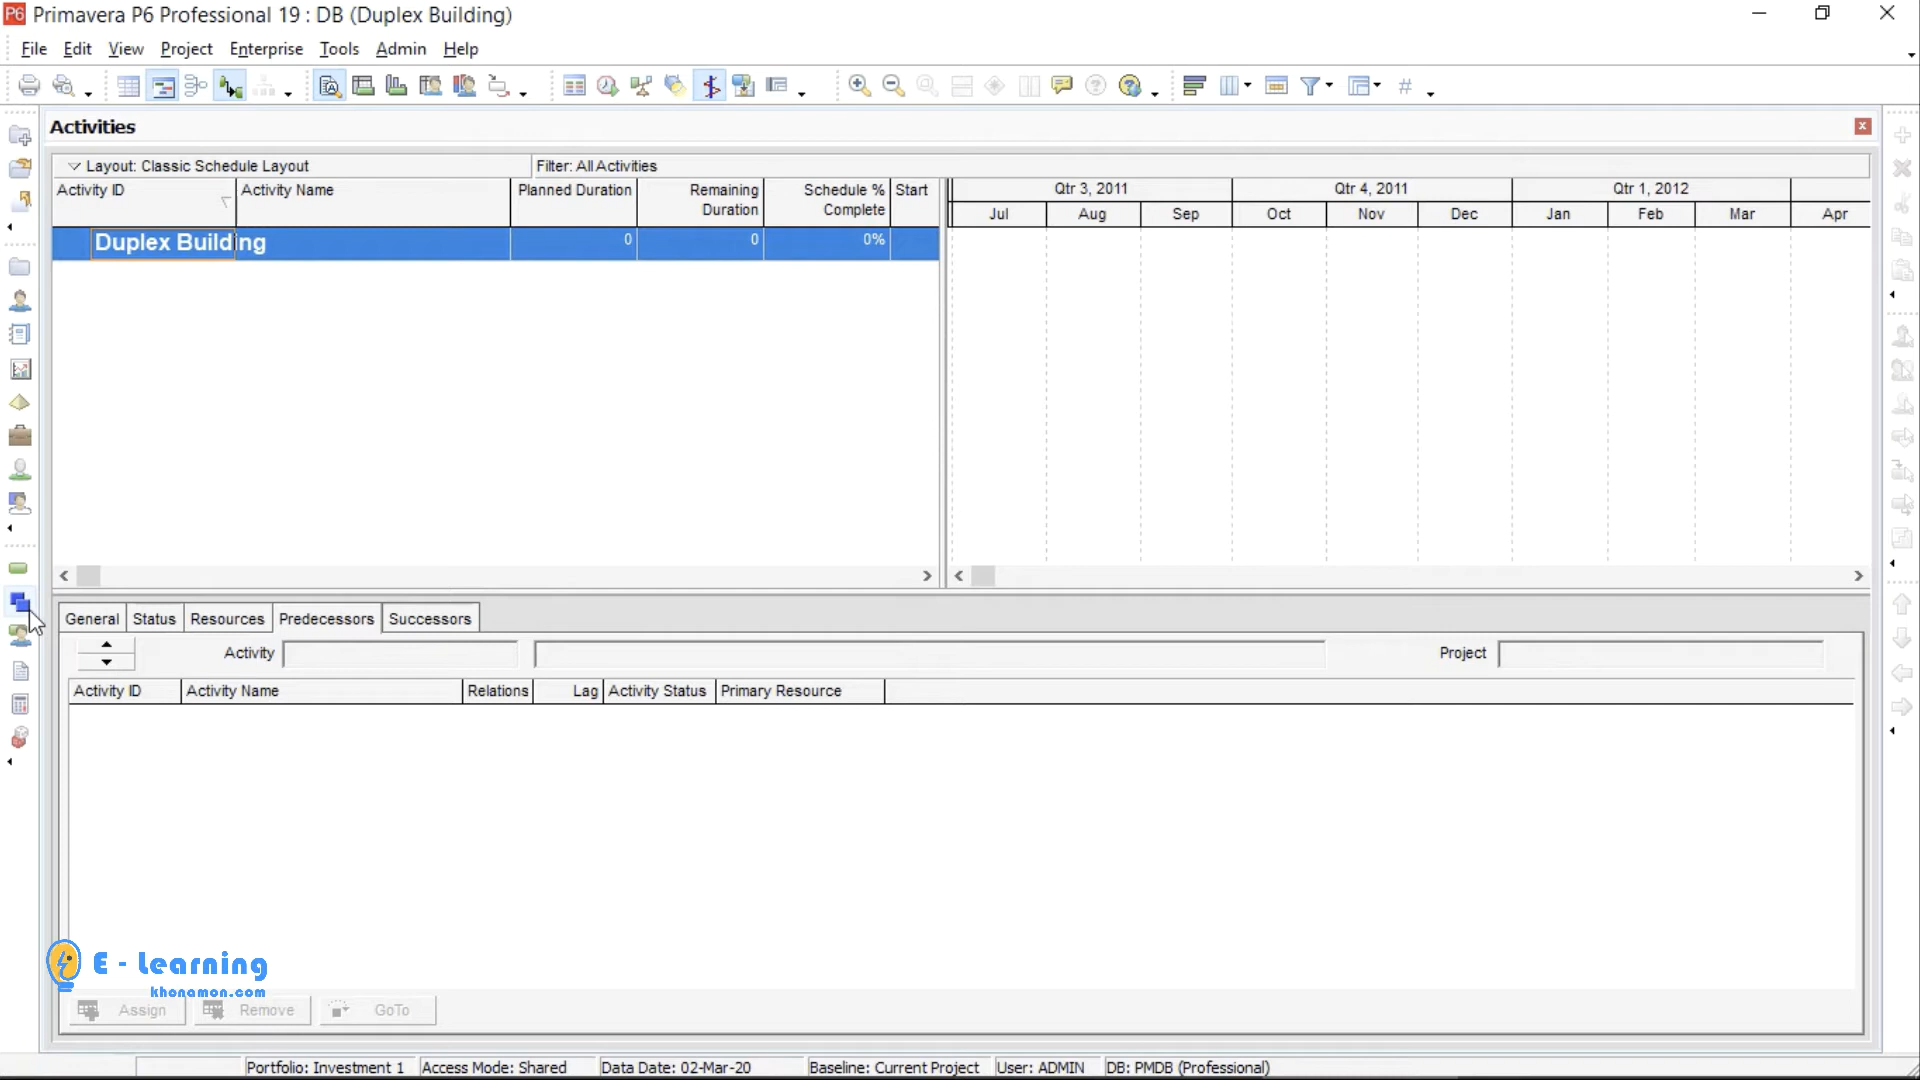 P6 Primavera P6 Professional 19 : DB (Duplex Building)
File Edit View Project Enterprise Tools Admin Help
Activities
Layout: Classic Schedule Layout Filter: All Activities
Activity ID Activity Name Planned Duration Remaining Duration Schedule % Complete Start
Qtr 3, 2011 Qtr 4, 2011 Qtr 1, 2012
Jul Aug Sep Oct Nov Dec Jan Feb Mar Apr
Duplex Building 0 0 0%
General Status Resources Predecessors Successors
Activity Project
Activity ID Activity Name Relations Lag Activity Status Primary Resource
E - Learning
khonamon.com
Assign Remove GoTo
Portfolio: Investment 1 Access Mode: Shared Data Date: 02-Mar-20 Baseline: Current Project User: ADMIN DB: PMDB (Professional)